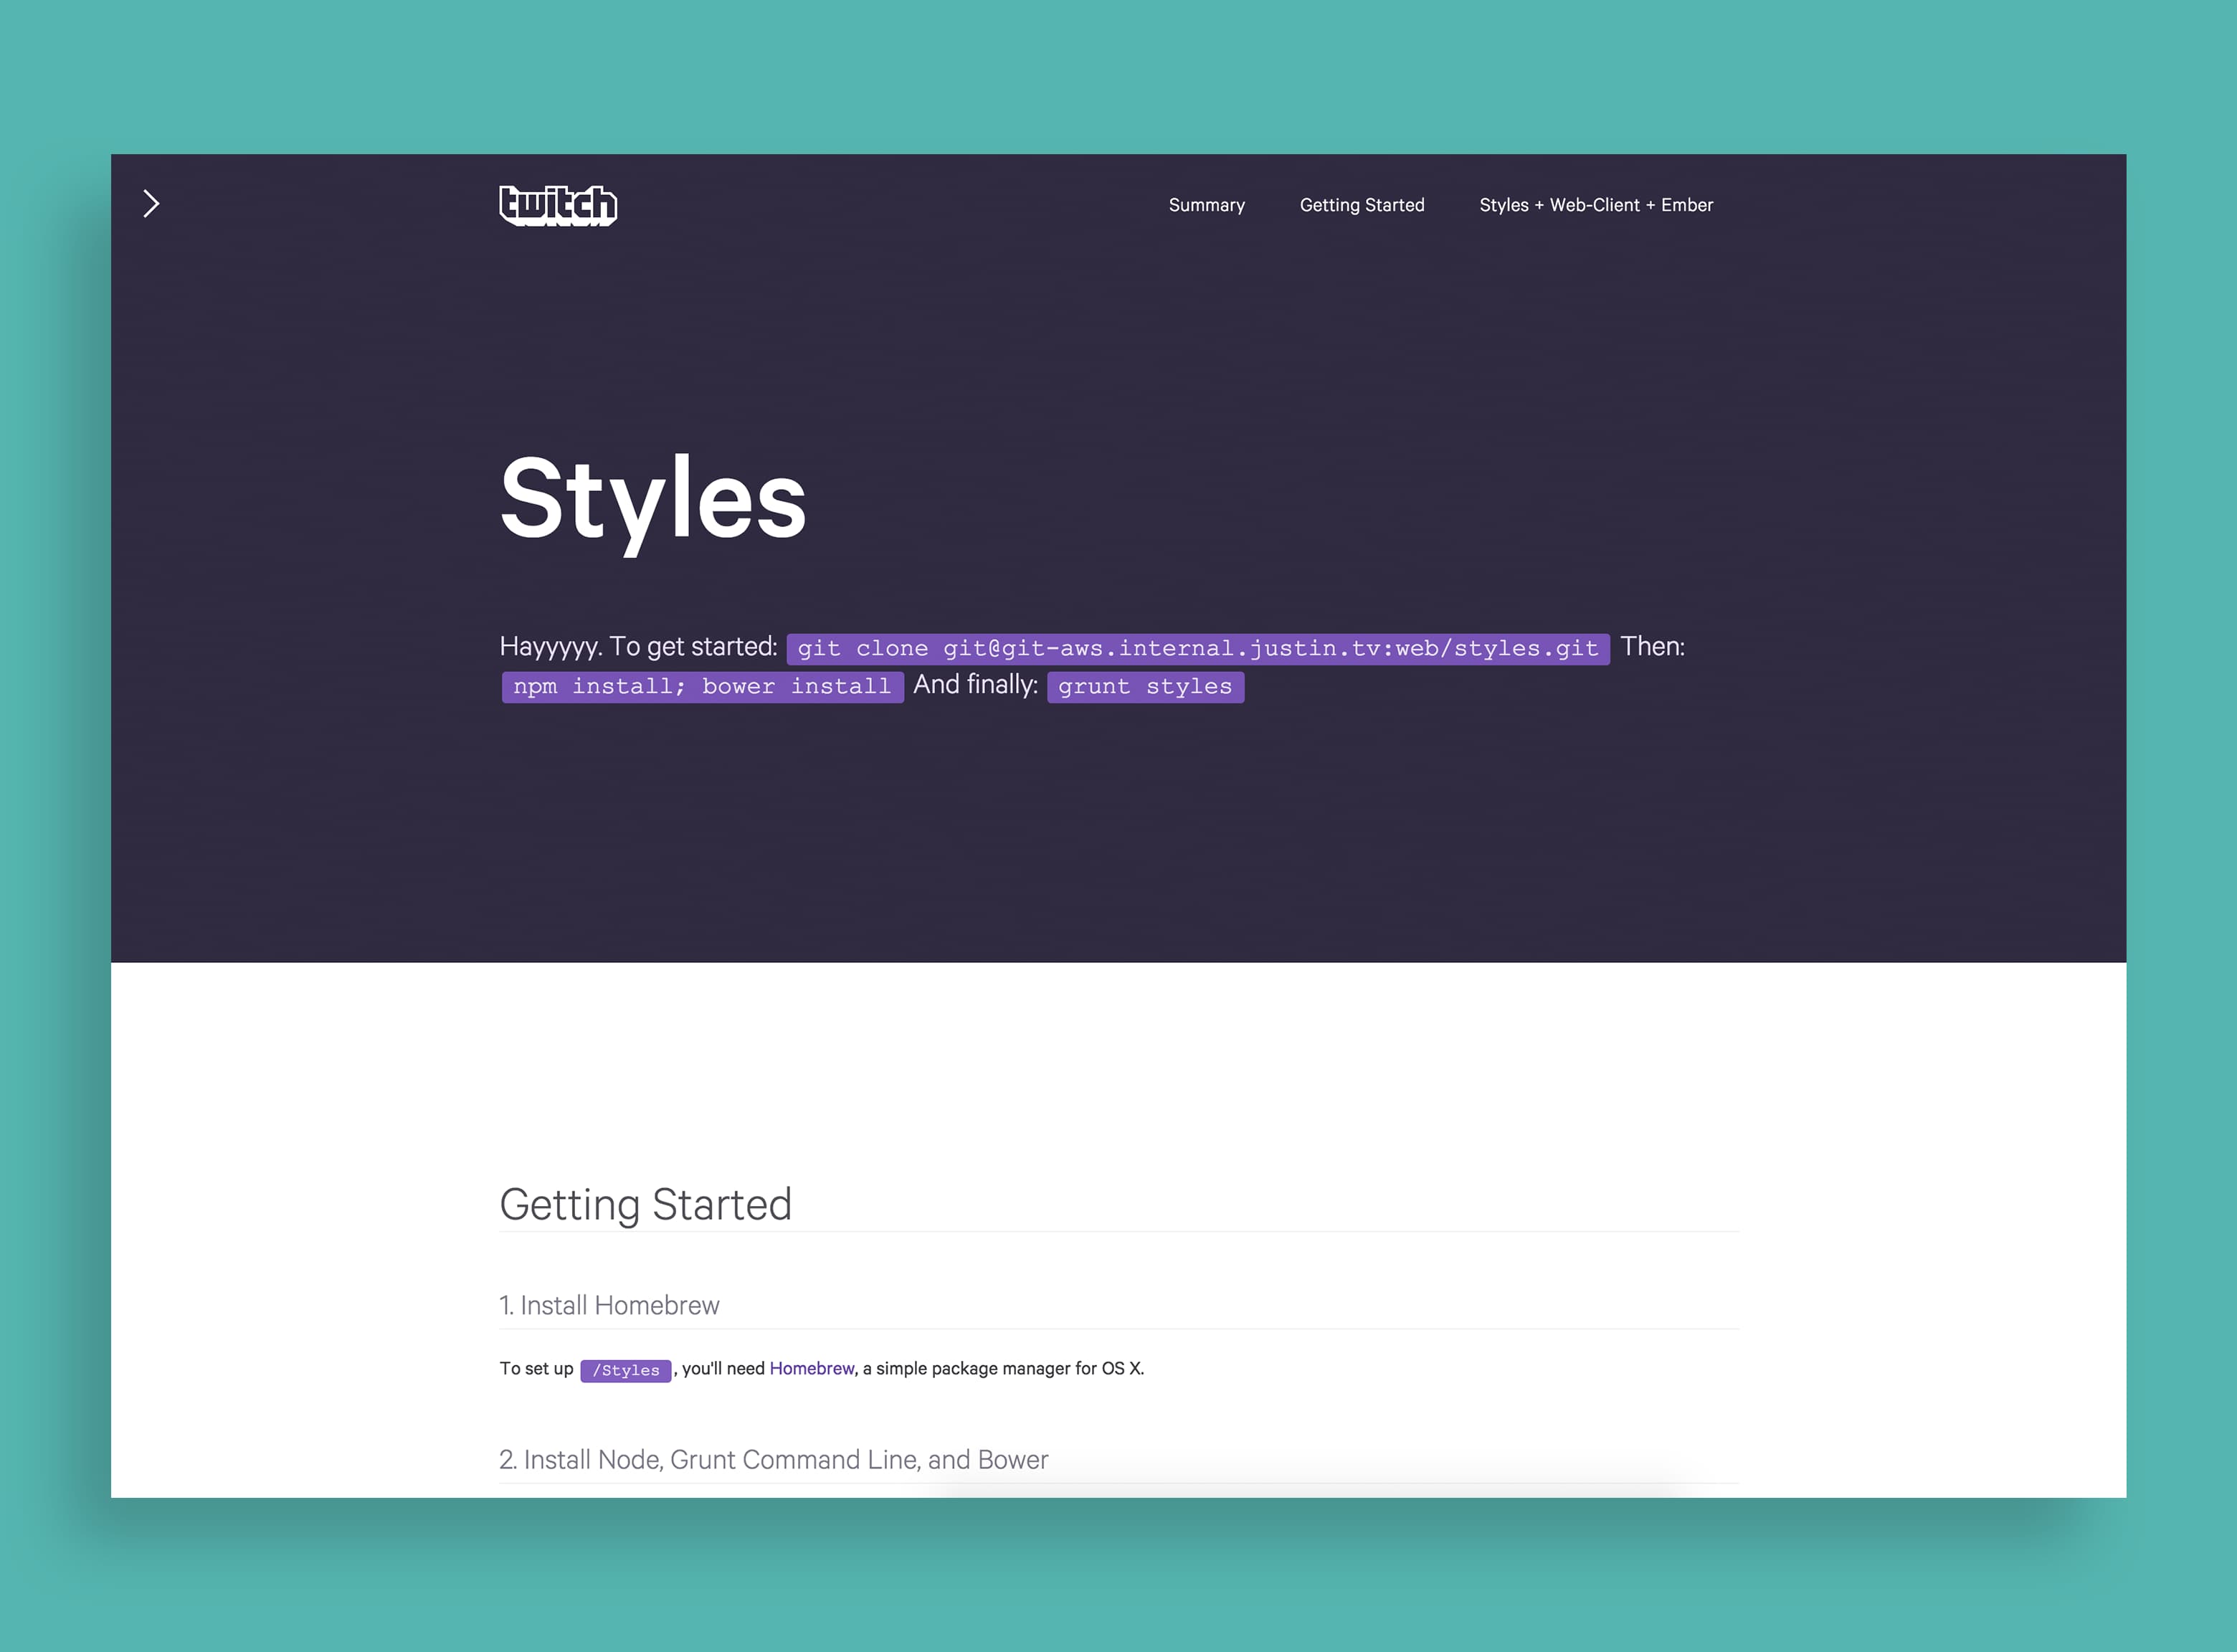 twitch
Summary
Getting Started
Styles + Web-Client + Ember
Styles
Hayyyyy. To get started: git clone git@git-aws.internal.justin.tv:web/styles.git Then:
npm install; bower install And finally: grunt styles
Getting Started
1. Install Homebrew
To set up /Styles, you'll need Homebrew, a simple package manager for OS X.
2. Install Node, Grunt Command Line, and Bower